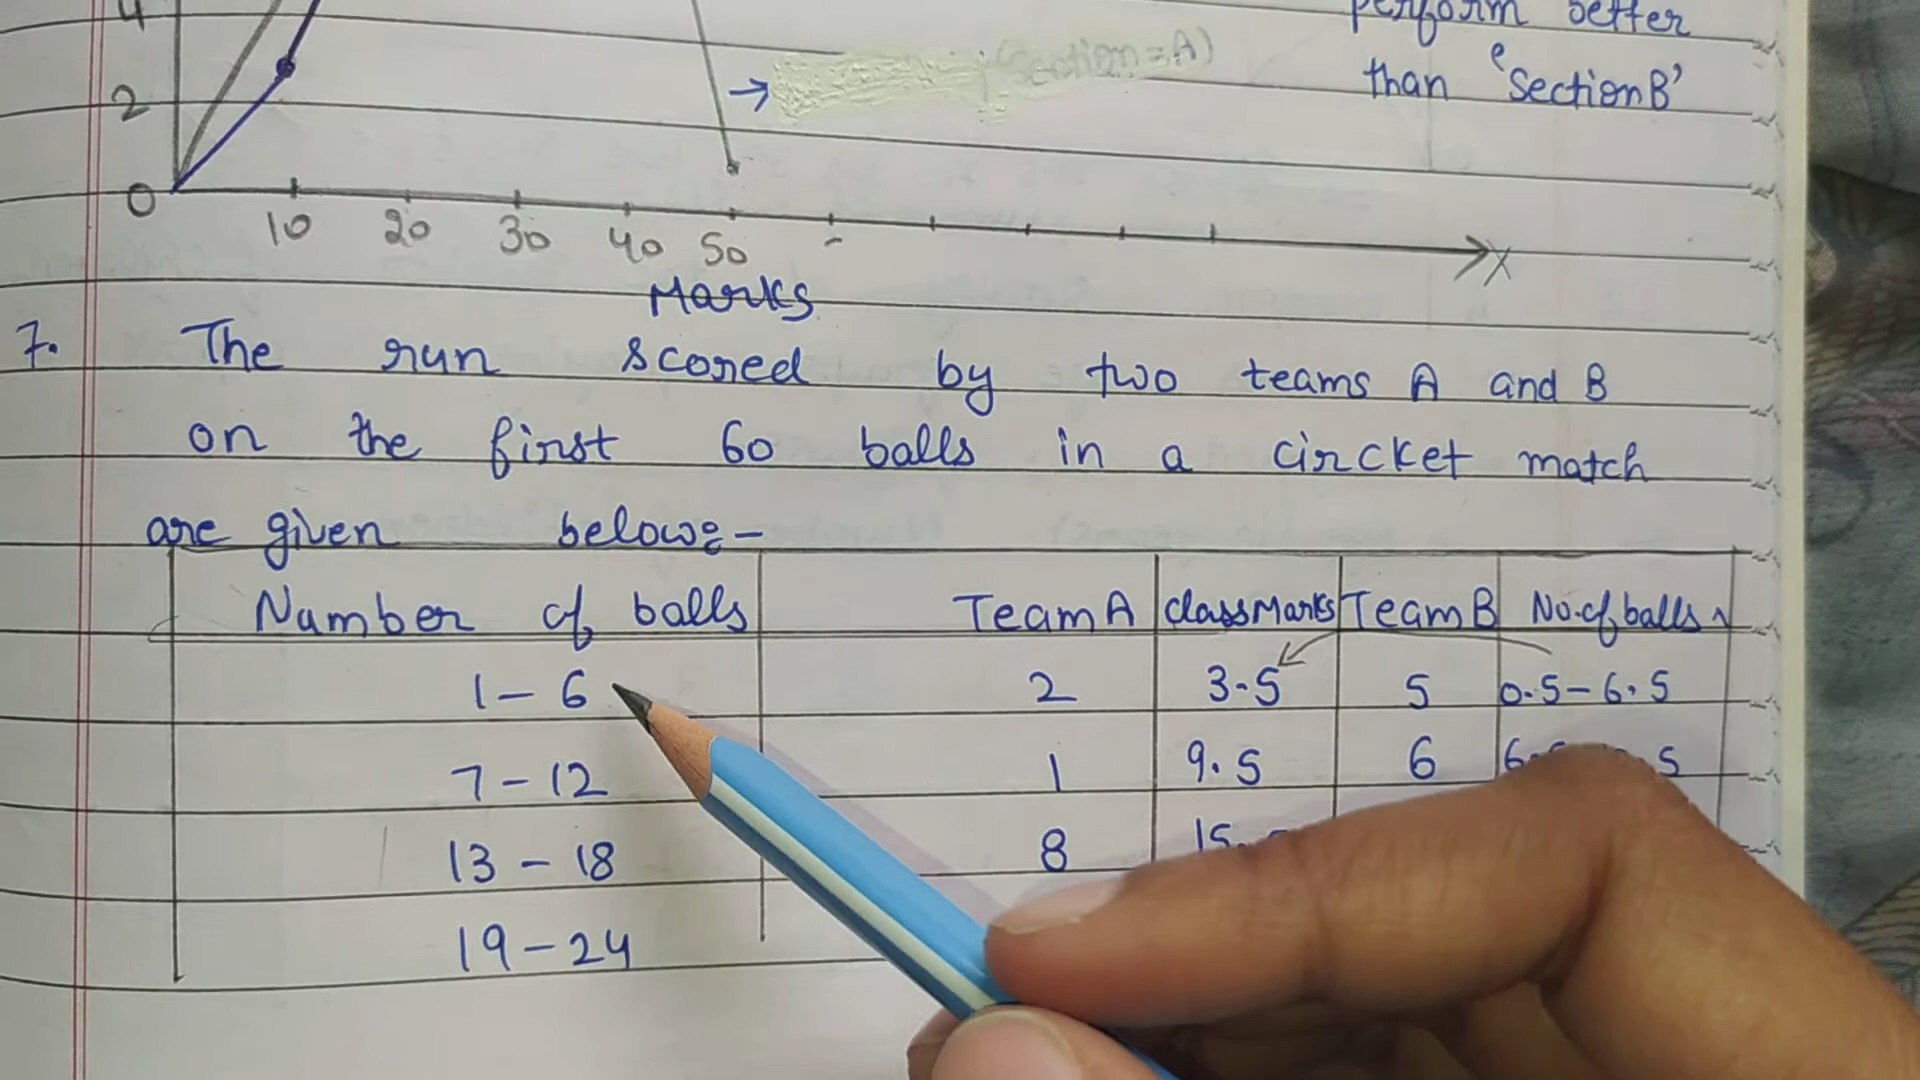 4
perform better
(Section=A)
than 'Section B'
2
0
10 20 30 40 50
X
Marks
7. The run scored by two teams A and B
on the first 60 balls in a circket match
are given below:-
Number of balls Team A Class Marks Team B No. of balls
1 - 6 2 3.5 5 0.5 - 6.5
7 - 12 1 9.5 6
13 - 18 8
19 - 24